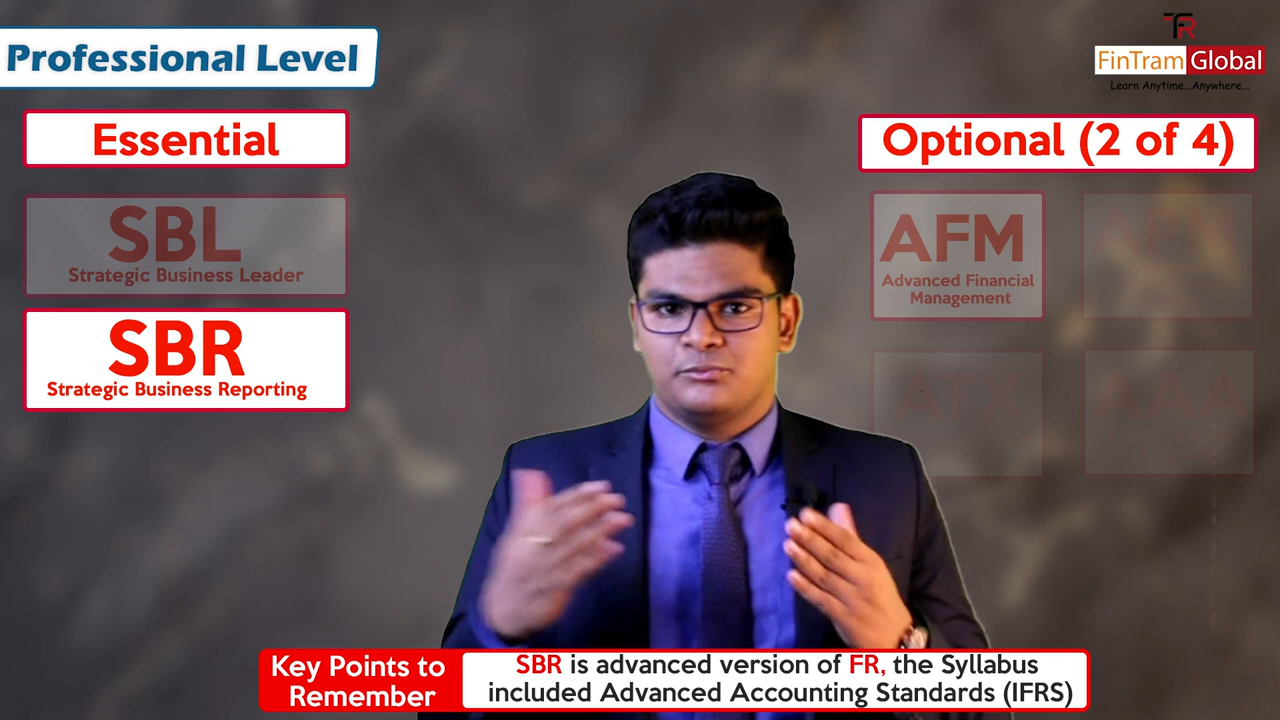 Professional Level
FinTram Global
Learn Anytime...Anywhere...
Essential
Optional (2 of 4)
SBL
Strategic Business Leader
SBR
Strategic Business Reporting
AFM
Advanced Financial
Management
ATX
Key Points to
Remember
SBR is advanced version of FR, the Syllabus
included Advanced Accounting Standards (IFRS)